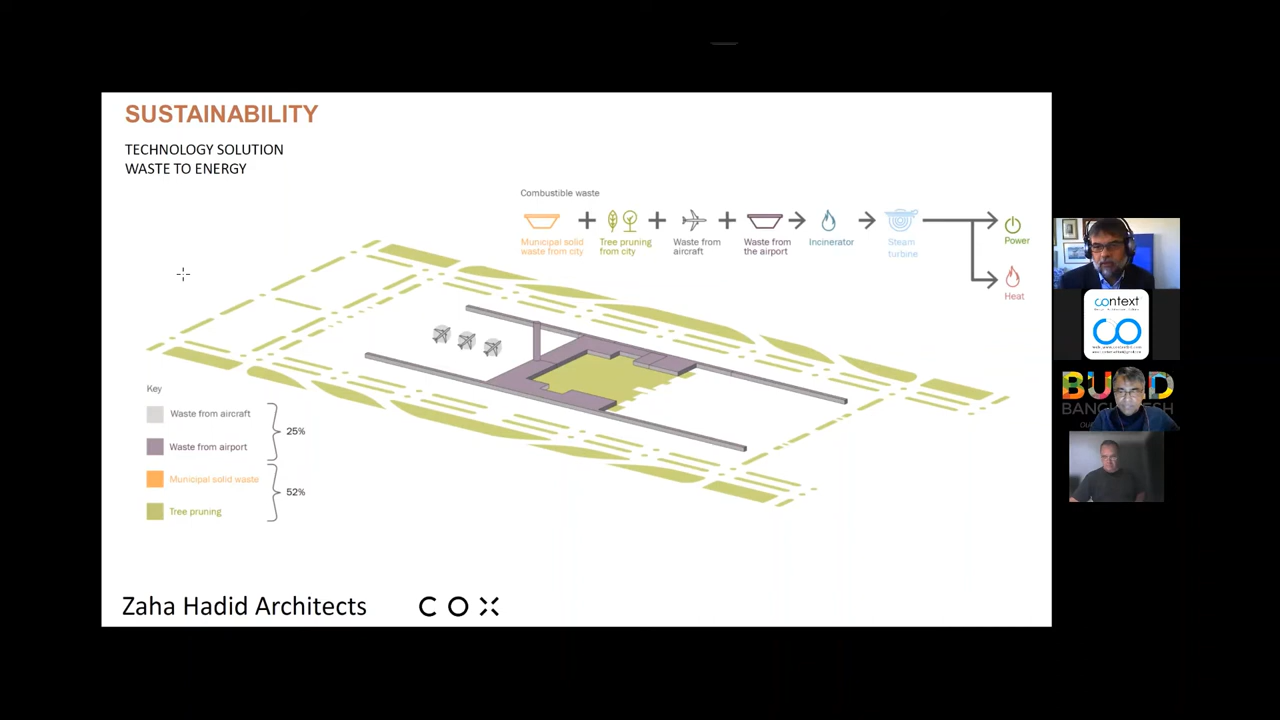 SUSTAINABILITY
TECHNOLOGY SOLUTION
WASTE TO ENERGY
Combustible waste
Municipal solid
waste from city
Tree pruning
from city
Waste from
aircraft
Waste from
the airport
Incinerator
Steam
turbine
Power
Heat
Key
Waste from aircraft
Waste from airport
25%
Municipal solid waste
Tree pruning
52%
Zaha Hadid Architects
COX
context